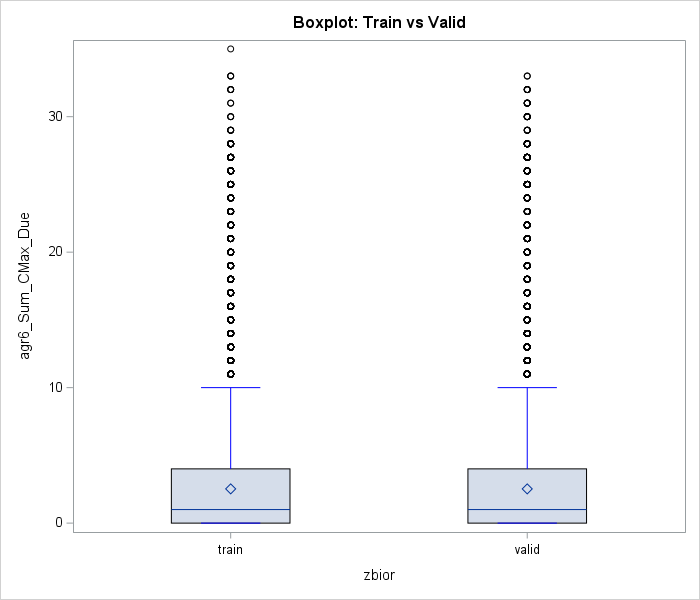 Boxplot: Train vs Valid
agr6_Sum_CMax_Due
30
20
10
0
train
valid
zbior